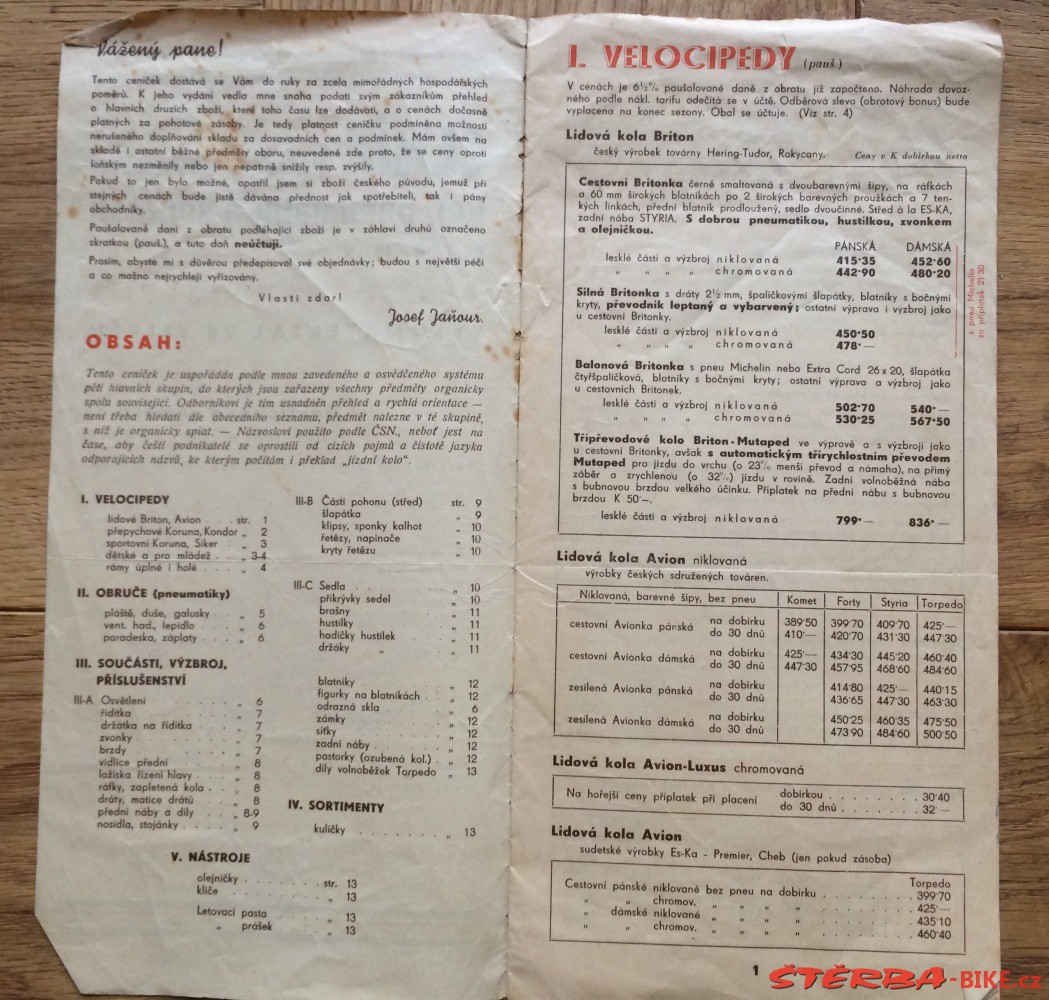 Vážený pane!
Tento ceníček dostává se Vám do ruky za zcela mimořádných hospodářských
poměrů. K jeho vydání vedla mne snaha podati svým zákazníkům přehled
o hlavních druzích zboží, které toho času lze dodávati, a o cenách dočasně
platných za pohotové zásoby. Je tedy platnost ceníčku podmíněna možností
nerušeného doplňování skladu za dosavadních cen a podmínek. Mám ovšem na
skladě i ostatní běžné předměty oboru, neuvedené zde proto, že se ceny oproti
loňským nezměnily nebo jen nepatrně snížily resp. zvýšily.
Pokud to jen bylo možné, opatřil jsem si zboží českého původu, jemuž při
stejných cenách bude jistě dávána přednost jak spotřebiteli, tak i pány
obchodníky.
Paušalované dani z obratu podléhající zboží je v záhlaví druhů označeno
zkratkou (pauš.), a tuto daň neúčtuji.
Prosím, abyste mi s důvěrou předepisoval své objednávky; budou s největší péčí
a co možno nejrychleji vyřizovány.
Vlasti zdar!
Josef Jaňour.
OBSAH:
Tento ceníček je uspořádán podle mnou zavedeného a osvědčeného systému
pěti hlavních skupin, do kterých jsou zařazeny všechny předměty organicky
spolu souvisejíci. Odborníkovi je tím usnadněn přehled a rychlá orientace —
není třeba hledati dle abecedního seznamu, předmět nalezne v té skupině,
s níž je organicky spiat. — Názvosloví použito podle ČSN., neboť jest na
čase, aby čeští podnikatelé se oprostili od cizích pojmů a čistotě jazyka
odporajících názvů, ke kterým počítám i překlad „jízdní kolo".
I. VELOCIPEDY
lidové Briton, Avion . . str. 1
přepychové Koruna, Kondor „ 2
sportovní Koruna, Siker . „ 3
dětské a pro mládež . . „ 3-4
rámy úplné i holé . . . „ 4
II. OBRUČE (pneumatiky)
pláště, duše, galusky . . „ 5
vent. had., lepidlo . . . „ 6
paradeska, záplaty . . . „ 6
III. SOUČÁSTI, VÝZBROJ,
PŘÍSLUŠENSTVÍ
III-A Osvětlení . . . . „ 6
řidítka . . . . „ 7
držátka na řidítka . . „ 7
zvonky . . . . „ 7
brzdy . . . . „ 7
vidlice přední . . . „ 8
ložiska řízení hlavy . . „ 8
ráfky, zapletená kola . . „ 8
dráty, matice drátů . . „ 8
přední náby a díly . . „ 8-9
nosidla, stojánky . . . „ 9
III-B Části pohonu (střed) str. 9
šlapátka . . . „ 9
klipsy, sponky kalhot „ 10
řetězy, napínače . . „ 10
kryty řetězu . . . „ 10
III-C Sedla . . . . „ 10
přikrývky sedel . . „ 10
brašny . . . . „ 11
hustilky . . . . „ 11
hadičky hustilek . . „ 11
držáky „ . . „ 11
blatníky . . . . „ 12
figurky na blatníkách . „ 12
odrazná skla . . . „ 6
zámky . . . . „ 12
síťky . . . . „ 12
zadní náby . . . „ 12
pastorky (ozubená kol.) . „ 12
díly volnoběžek Torpedo „ 13
IV. SORTIMENTY
kuličky . . . . . . „ 13
V. NÁSTROJE
olejničky . . . . . str. 13
klíče . . . . . . „ 13
Letovací pasta . . . „ 13
„ prášek . . . „ 13
I. VELOCIPEDY (pauš.)
V cenách je 6½% paušalované daně z obratu již započteno. Náhrada dovoz-
ného podle nákl. tarifu odečítá se v účtě. Odběrová sleva (obratový bonus) bude
vyplacena na konec sezony. Obal se účtuje. (Viz str. 4)
Lidová kola Briton
český výrobek továrny Hering-Tudor, Rokycany. Ceny v K dobírkou netto
Cestovní Britonka černě smaltovaná s dvoubarevnými šípy, na ráfkách
a 60 mm širokých blatníkách po 2 širokých barevných proužkách a 7 ten-
kých linkách, přední blatník prodloužený, sedlo dvoučinné. Střed à la ES-KA,
zadní nába STYRIA. S dobrou pneumatikou, hustilkou, zvonkem
a olejničkou.
PÁNSKÁ DÁMSKÁ
lesklé části a výzbroj niklovaná 415·35 452·60
„ „ „ „ chromovaná 442·90 480·20
Silná Britonka s dráty 2½ mm, špalíčkovými šlapátky, blatníky s bočnými
kryty, převodník leptaný a vybarvený; ostatní výprava i výzbroj jako
u cestovní Britonky.
lesklé části a výzbroj niklovaná 450·50
„ „ „ „ chromovaná 478·—
s pneu Michelin
za příplatek 21·30
Balonová Britonka s pneu Michelin nebo Extra Cord 26x20, šlapátka
čtyřšpalíčková, blatníky s bočnými kryty; ostatní výprava a výzbroj jako
u cestovních Britonek.
lesklé části a výzbroj niklovaná 502·70 540·—
„ „ „ „ chromovaná 530·25 567·50
Třípřevodové kolo Briton-Mutaped ve výpravě a s výzbrojí jako
u cestovní Britonky, avšak s automatickým třírychlostním převodem
Mutaped pro jízdu do vrchu (o 23% menší převod a námaha), na přímý
záběr a zrychlenou (o 32%) jízdu v rovině. Zadní volnoběžná nába
s bubnovou brzdou velkého účinku. Příplatek na přední nábu s bubnovou
brzdou K 50·—.
lesklé části a výzbroj niklovaná 799·— 836·—
Lidová kola Avion niklovaná
výrobky českých sdružených továren.
Niklovaná, barevné šípy, bez pneu Komet Forty Styria Torpedo
cestovní Avionka pánská na dobírku 389·50 399·70 409·70 425·—
do 30 dnů 410·— 420·70 431·30 447·30
cestovní Avionka dámská na dobírku 425·— 434·30 445·20 460·40
do 30 dnů 447·30 457·95 468·60 484·60
zesílená Avionka pánská na dobírku 414·80 425·— 440·15
do 30 dnů 436·65 447·30 463·30
zesílená Avionka dámská na dobírku 450·25 460·35 475·50
do 30 dnů 473·90 484·60 500·50
Lidová kola Avion-Luxus chromovaná
Na hořejší ceny příplatek při placení dobírkou . . . . . . . 30·40
do 30 dnů . . . . . . . 32·—
Lidová kola Avion
sudetské výrobky Es-Ka - Premier, Cheb (jen pokud zásoba)
Torpedo
Cestovní pánské niklované bez pneu na dobírku . . . . . . . 399·70
„ „ chromov. „ „ „ „ . . . . . . . 425·—
„ dámské niklované „ „ „ „ . . . . . . . 435·10
„ „ chromov. „ „ „ „ . . . . . . . 460·40
1
ŠTĚRBA-BIKE.cz